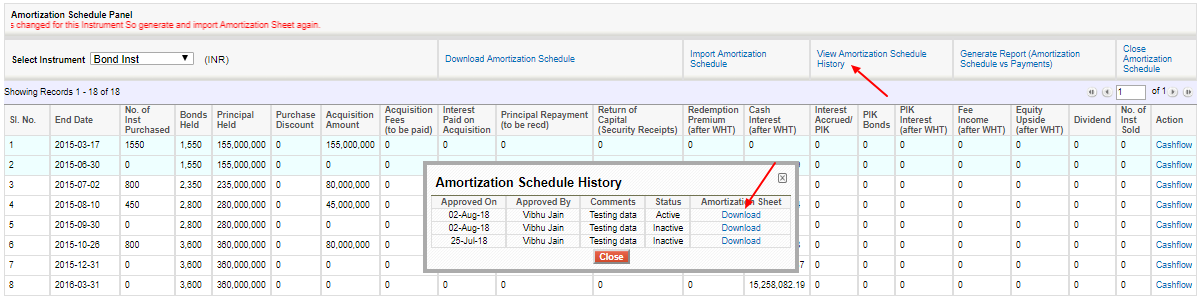 Amortization Schedule Panel
s changed for this Instrument So generate and import Amortization Sheet again.
Select Instrument Bond Inst (INR) Download Amortization Schedule Import Amortization Schedule View Amortization Schedule History Generate Report (Amortization Schedule vs Payments) Close Amortization Schedule
Showing Records 1 - 18 of 18 1 of 1
Sl. No. End Date No. of Inst Purchased Bonds Held Principal Held Purchase Discount Acquisition Amount Acquisition Fees (to be paid) Interest Paid on Acquisition Principal Repayment (to be recd) Return of Capital (Security Receipts) Redemption Premium (after WHT) Cash Interest (after WHT) Interest Accrued/ PIK PIK Bonds PIK Interest (after WHT) Fee Income (after WHT) Equity Upside (after WHT) Dividend No. of Inst Sold Action
1 2015-03-17 1550 1,550 155,000,000 0 155,000,000 0 0 0 0 0 0 0 0 0 0 0 0 0 Cashflow
2 2015-06-30 0 1,550 155,000,000 0 0 0 0 0 0 0 0 0 0 Cashflow
3 2015-07-02 800 2,350 235,000,000 0 80,000,000 0 0 0 0 0 0 0 0 Cashflow
4 2015-08-10 450 2,800 280,000,000 0 45,000,000 0 0 0 0 0 0 0 0 Cashflow
5 2015-09-30 0 2,800 280,000,000 0 0 0 0 0 0 0 0 0 0 Cashflow
6 2015-10-26 800 3,600 360,000,000 0 80,000,000 0 0 0 0 0 0 0 0 Cashflow
7 2015-12-31 0 3,600 360,000,000 0 0 0 7 0 0 0 0 0 0 0 Cashflow
8 2016-03-31 0 3,600 360,000,000 0 0 0 0 0 0 0 15,258,082.19 0 0 0 0 0 0 0 Cashflow
Amortization Schedule History
Approved On Approved By Comments Status Amortization Sheet
02-Aug-18 Vibhu Jain Testing data Active Download
02-Aug-18 Vibhu Jain Testing data Inactive Download
25-Jul-18 Vibhu Jain Testing data Inactive Download
Close